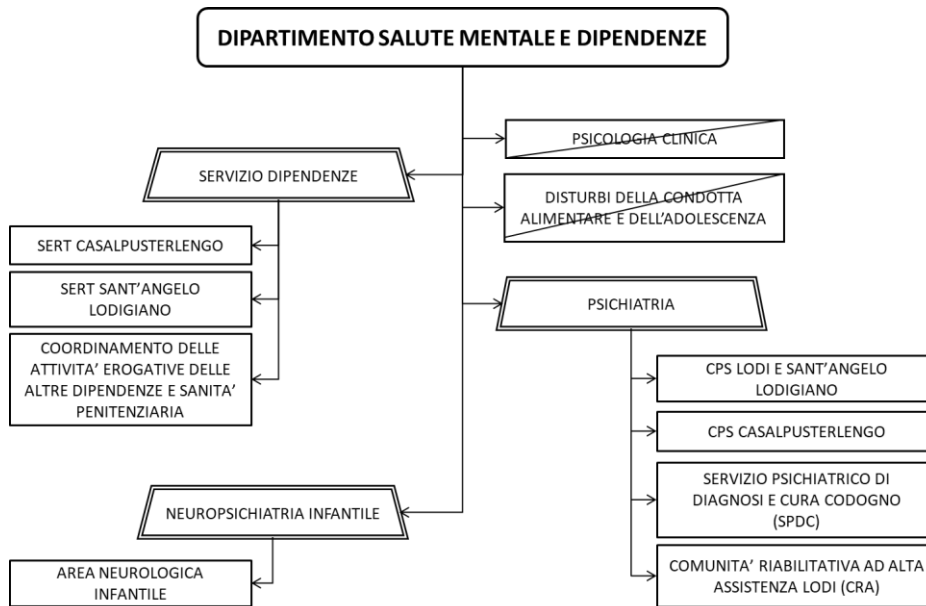 DIPARTIMENTO SALUTE MENTALE E DIPENDENZE
PSICOLOGIA CLINICA
SERVIZIO DIPENDENZE
DISTURBI DELLA CONDOTTA
ALIMENTARE E DELL'ADOLESCENZA
SERT CASALPUSTERLENGO
SERT SANT'ANGELO
LODIGIANO
COORDINAMENTO DELLE
ATTIVITA' EROGATIVE DELLE
ALTRE DIPENDENZE E SANITA'
PENITENZIARIA
PSICHIATRIA
CPS LODI E SANT'ANGELO
LODIGIANO
CPS CASALPUSTERLENGO
SERVIZIO PSICHIATRICO DI
DIAGNOSI E CURA CODOGNO
(SPDC)
COMUNITA' RIABILITATIVA AD ALTA
ASSISTENZA LODI (CRA)
NEUROPSICHIATRIA INFANTILE
AREA NEUROLOGICA
INFANTILE